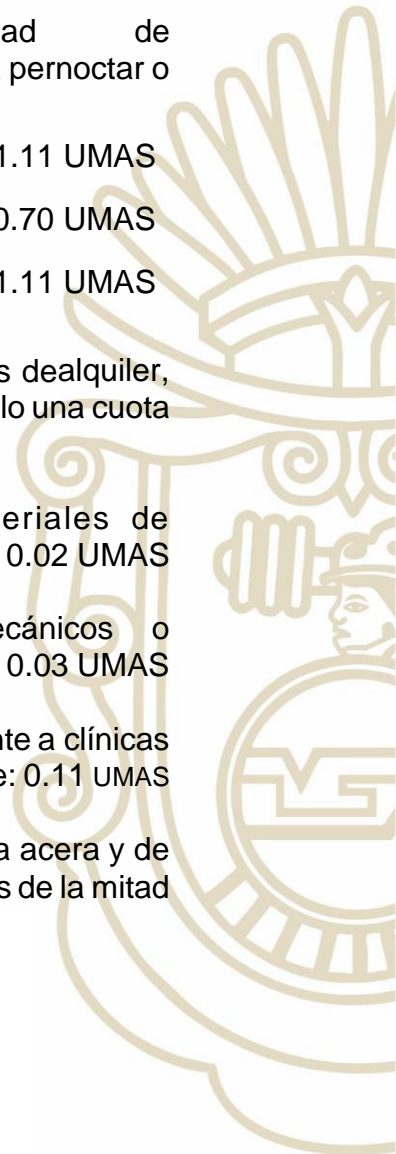 ad de
pernoctar o
1.11 UMAS
0.70 UMAS
1.11 UMAS
s dealquiler,
lo una cuota
eriales de
0.02 UMAS
ecánicos o
0.03 UMAS
nte a clínicas
e: 0.11 UMAS
a acera y de
s de la mitad